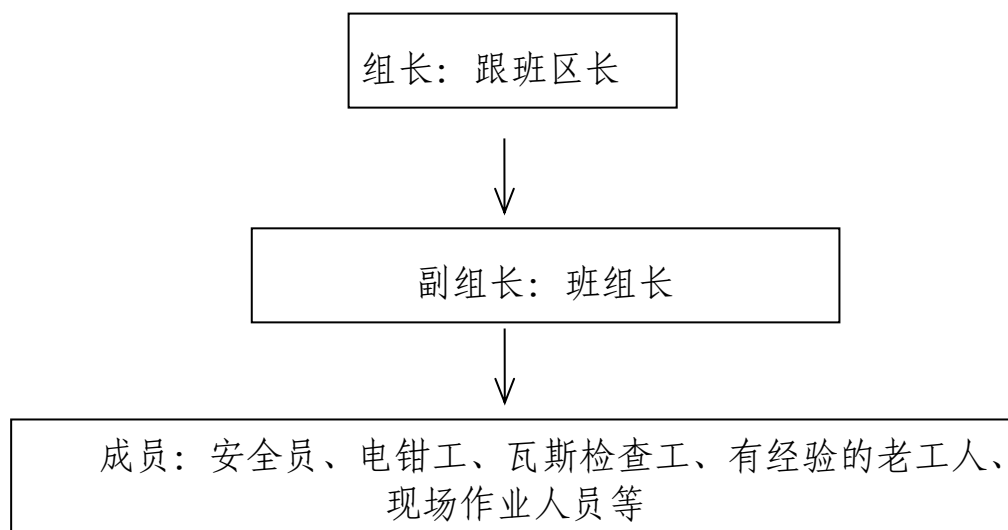 组长：跟班区长
副组长：班组长
成员：安全员、电钳工、瓦斯检查工、有经验的老工人、
现场作业人员等